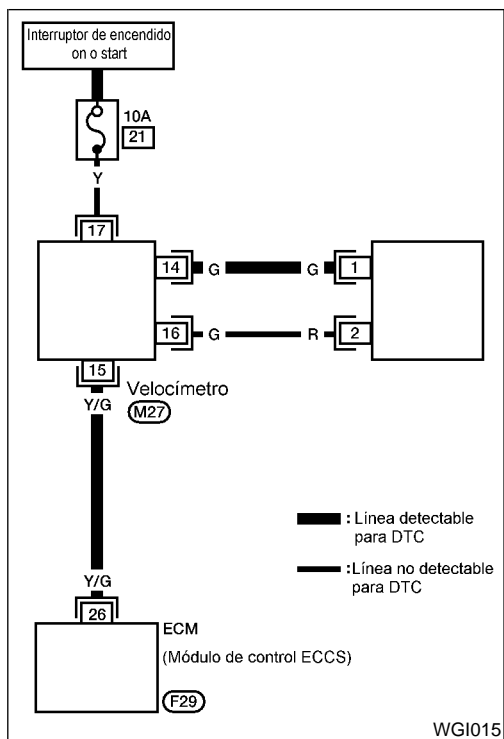 Interruptor de encendido
on o start
10A
21
Y
17
14 G G 1
16 G R 2
15
Velocímetro
Y/G
M27
: Linea detectable
para DTC
:Línea no detectable
para DTC
Y/G
26
ECM
(Módulo de control ECCS)
F29
WGI015